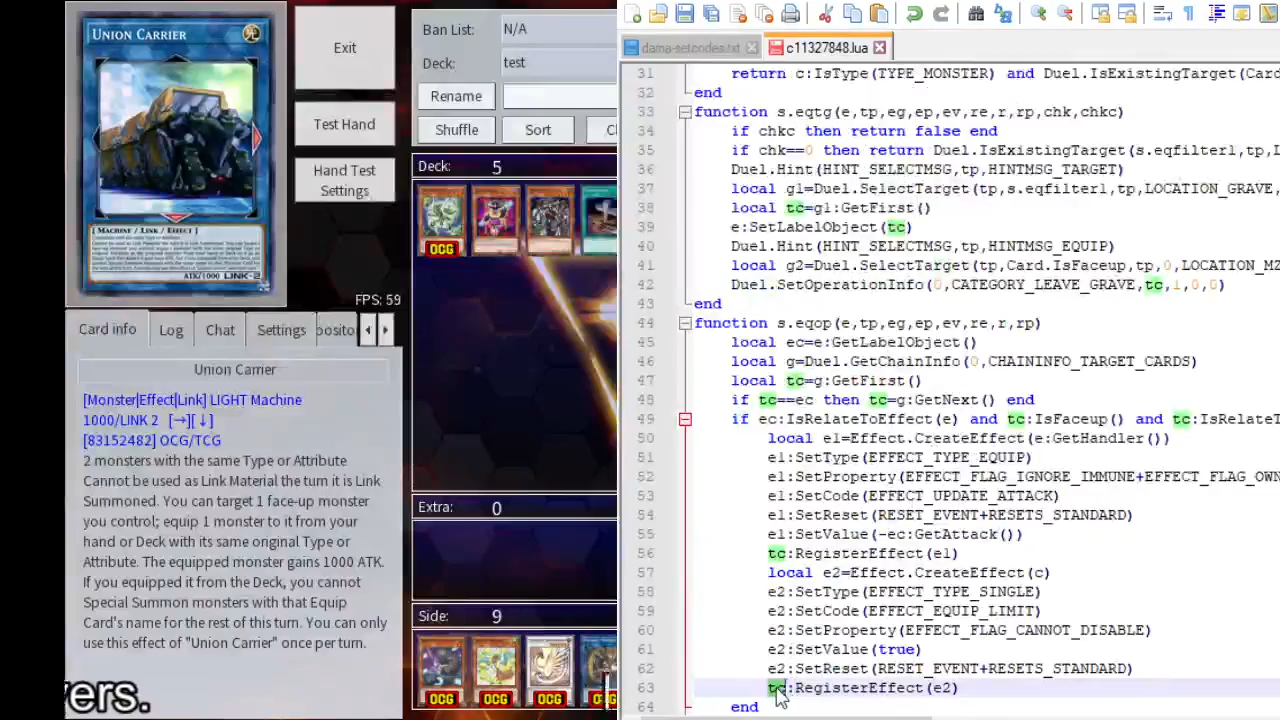 UNION CARRIER
[ Machine / Link / Effect ]
ATK/1000 LINK-2
FPS: 59
Exit
Test Hand
Hand Test
Settings
Ban List: N/A
Deck: test
Rename
Shuffle Sort
Deck: 5
OCG
Extra: 0
Side: 9
OCG OCG OCG OCG
Card info Log Chat Settings
Union Carrier
[Monster|Effect|Link] LIGHT Machine
1000/LINK 2 [→][↓]
[83152482] OCG/TCG
2 monsters with the same Type or Attribute
Cannot be used as Link Material the turn it is Link
Summoned. You can target 1 face-up monster
you control; equip 1 monster to it from your
hand or Deck with its same original Type or
Attribute. The equipped monster gains 1000 ATK.
If you equipped it from the Deck, you cannot
Special Summon monsters with that Equip
Card's name for the rest of this turn. You can only
use this effect of "Union Carrier" once per turn.
vers.
dama-setcodes.txt c11327848.lua
31 return c:IsType(TYPE_MONSTER) and Duel.IsExistingTarget(Card
32 end
33 function s.eqtg(e,tp,eg,ep,ev,re,r,rp,chk,chkc)
34 if chkc then return false end
35 if chk==0 then return Duel.IsExistingTarget(s.eqfilter1,tp,L
36 Duel.Hint(HINT_SELECTMSG,tp,HINTMSG_TARGET)
37 local g1=Duel.SelectTarget(tp,s.eqfilter1,tp,LOCATION_GRAVE,
38 local tc=g1:GetFirst()
39 e:SetLabelObject(tc)
40 Duel.Hint(HINT_SELECTMSG,tp,HINTMSG_EQUIP)
41 local g2=Duel.SelectTarget(tp,Card.IsFaceup,tp,0,LOCATION_MZ
42 Duel.SetOperationInfo(0,CATEGORY_LEAVE_GRAVE,tc,1,0,0)
43 end
44 function s.eqop(e,tp,eg,ep,ev,re,r,rp)
45 local ec=e:GetLabelObject()
46 local g=Duel.GetChainInfo(0,CHAININFO_TARGET_CARDS)
47 local tc=g:GetFirst()
48 if tc==ec then tc=g:GetNext() end
49 if ec:IsRelateToEffect(e) and tc:IsFaceup() and tc:IsRelateT
50 local e1=Effect.CreateEffect(e:GetHandler())
51 e1:SetType(EFFECT_TYPE_EQUIP)
52 e1:SetProperty(EFFECT_FLAG_IGNORE_IMMUNE+EFFECT_FLAG_OWN
53 e1:SetCode(EFFECT_UPDATE_ATTACK)
54 e1:SetReset(RESET_EVENT+RESETS_STANDARD)
55 e1:SetValue(-ec:GetAttack())
56 tc:RegisterEffect(e1)
57 local e2=Effect.CreateEffect(c)
58 e2:SetType(EFFECT_TYPE_SINGLE)
59 e2:SetCode(EFFECT_EQUIP_LIMIT)
60 e2:SetProperty(EFFECT_FLAG_CANNOT_DISABLE)
61 e2:SetValue(true)
62 e2:SetReset(RESET_EVENT+RESETS_STANDARD)
63 tc:RegisterEffect(e2)
64 end